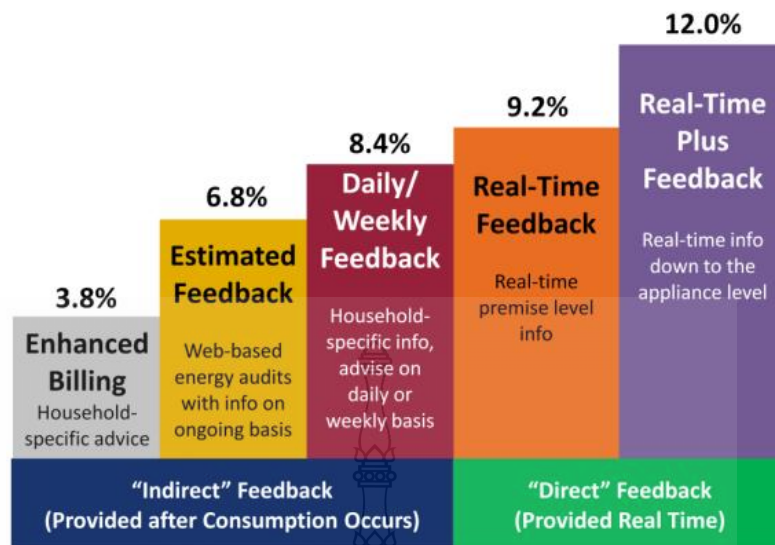 3.8%
Enhanced
Billing
Household-
specific advice
6.8%
Estimated
Feedback
Web-based
energy audits
with info on
ongoing basis
8.4%
Daily/
Weekly
Feedback
Household-
specific info,
advise on
daily or
weekly basis
9.2%
Real-Time
Feedback
Real-time
premise level
info
12.0%
Real-Time
Plus
Feedback
Real-time info
down to the
appliance level
“Indirect” Feedback
(Provided after Consumption Occurs)
“Direct” Feedback
(Provided Real Time)